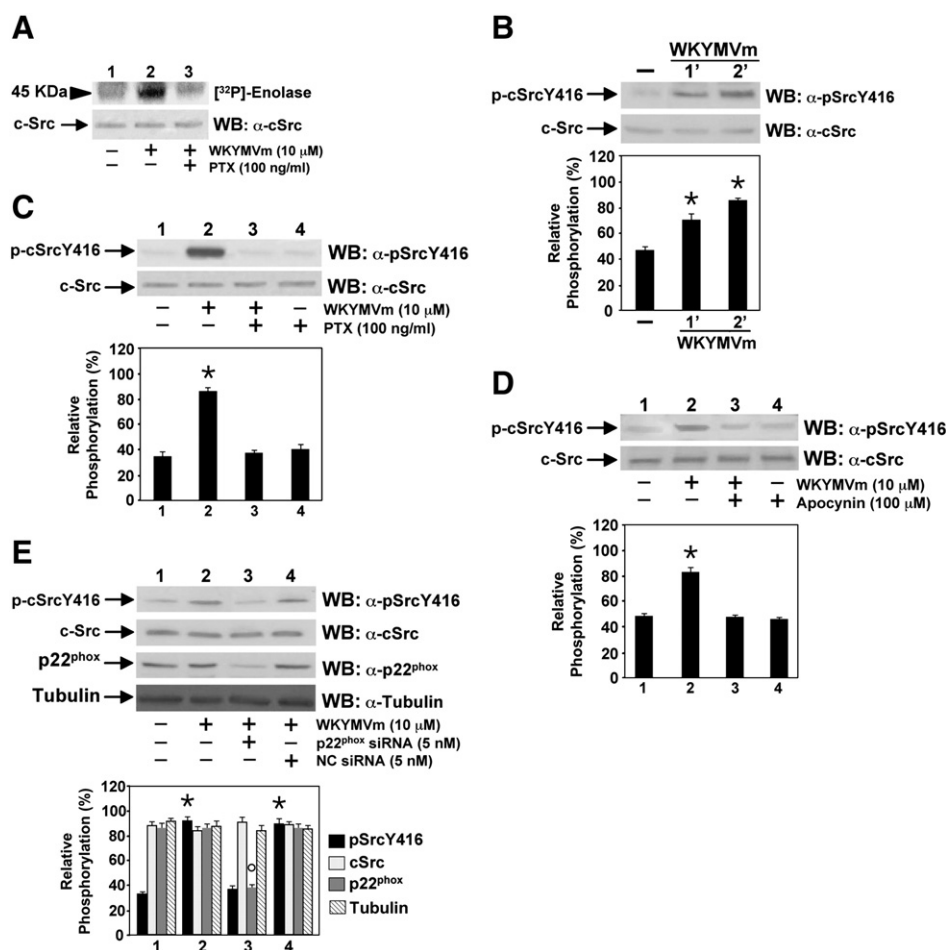 A
1 2 3
45 KDa [³²P]-Enolase
c-Src WB: α-cSrc
– + + WKYMVm (10 μM)
– – + PTX (100 ng/ml)
B
WKYMVm
– 1’ 2’
p-cSrcY416 WB: α-pSrcY416
c-Src WB: α-cSrc
Relative Phosphorylation (%)
120
100
80
60
40
20
0
* *
– 1’ 2’
WKYMVm
C
1 2 3 4
p-cSrcY416 WB: α-pSrcY416
c-Src WB: α-cSrc
– + + – WKYMVm (10 μM)
– – + + PTX (100 ng/ml)
Relative Phosphorylation (%)
120
100
80
60
40
20
0
*
1 2 3 4
D
1 2 3 4
p-cSrcY416 WB: α-pSrcY416
c-Src WB: α-cSrc
– + + – WKYMVm (10 μM)
– – + + Apocynin (100 μM)
Relative Phosphorylation (%)
120
100
80
60
40
20
0
*
1 2 3 4
E
1 2 3 4
p-cSrcY416 WB: α-pSrcY416
c-Src WB: α-cSrc
p22ᵖʰᵒˣ WB: α-p22ᵖʰᵒˣ
Tubulin WB: α-Tubulin
– + + + WKYMVm (10 μM)
– – + – p22ᵖʰᵒˣ siRNA (5 nM)
– – – + NC siRNA (5 nM)
Relative Phosphorylation (%)
120
100
80
60
40
20
0
* *
1 2 3 4
pSrcY416
cSrc
p22ᵖʰᵒˣ
Tubulin